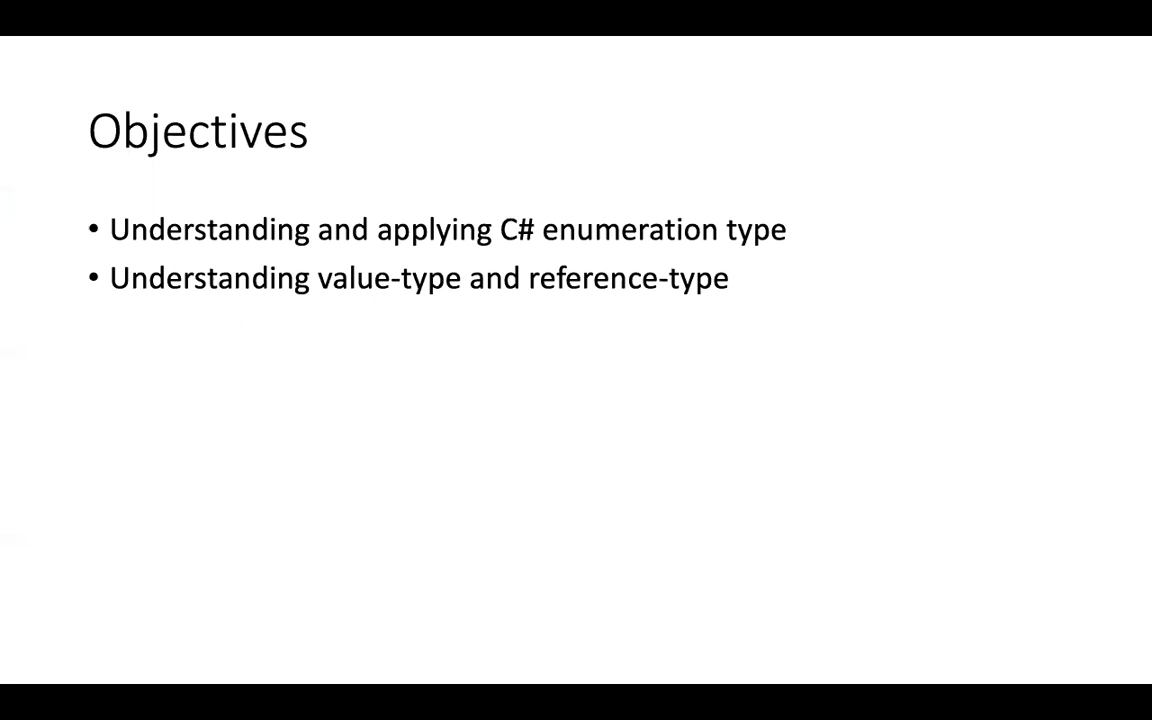 Objectives
• Understanding and applying C# enumeration type
• Understanding value-type and reference-type